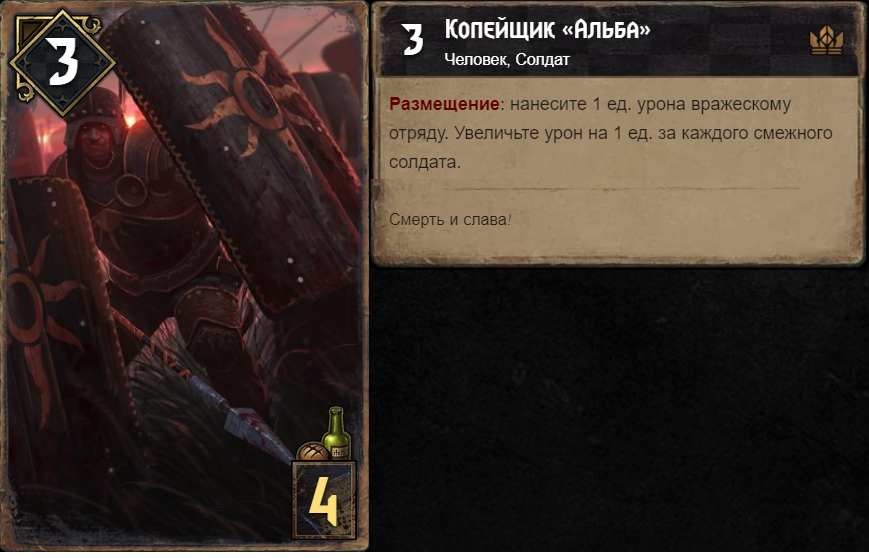 3
3
Копейщик «Альба»
Человек, Солдат
Размещение: нанесите 1 ед. урона вражескому
отряду. Увеличьте урон на 1 ед. за каждого смежного
солдата.
Смерть и слава!
4